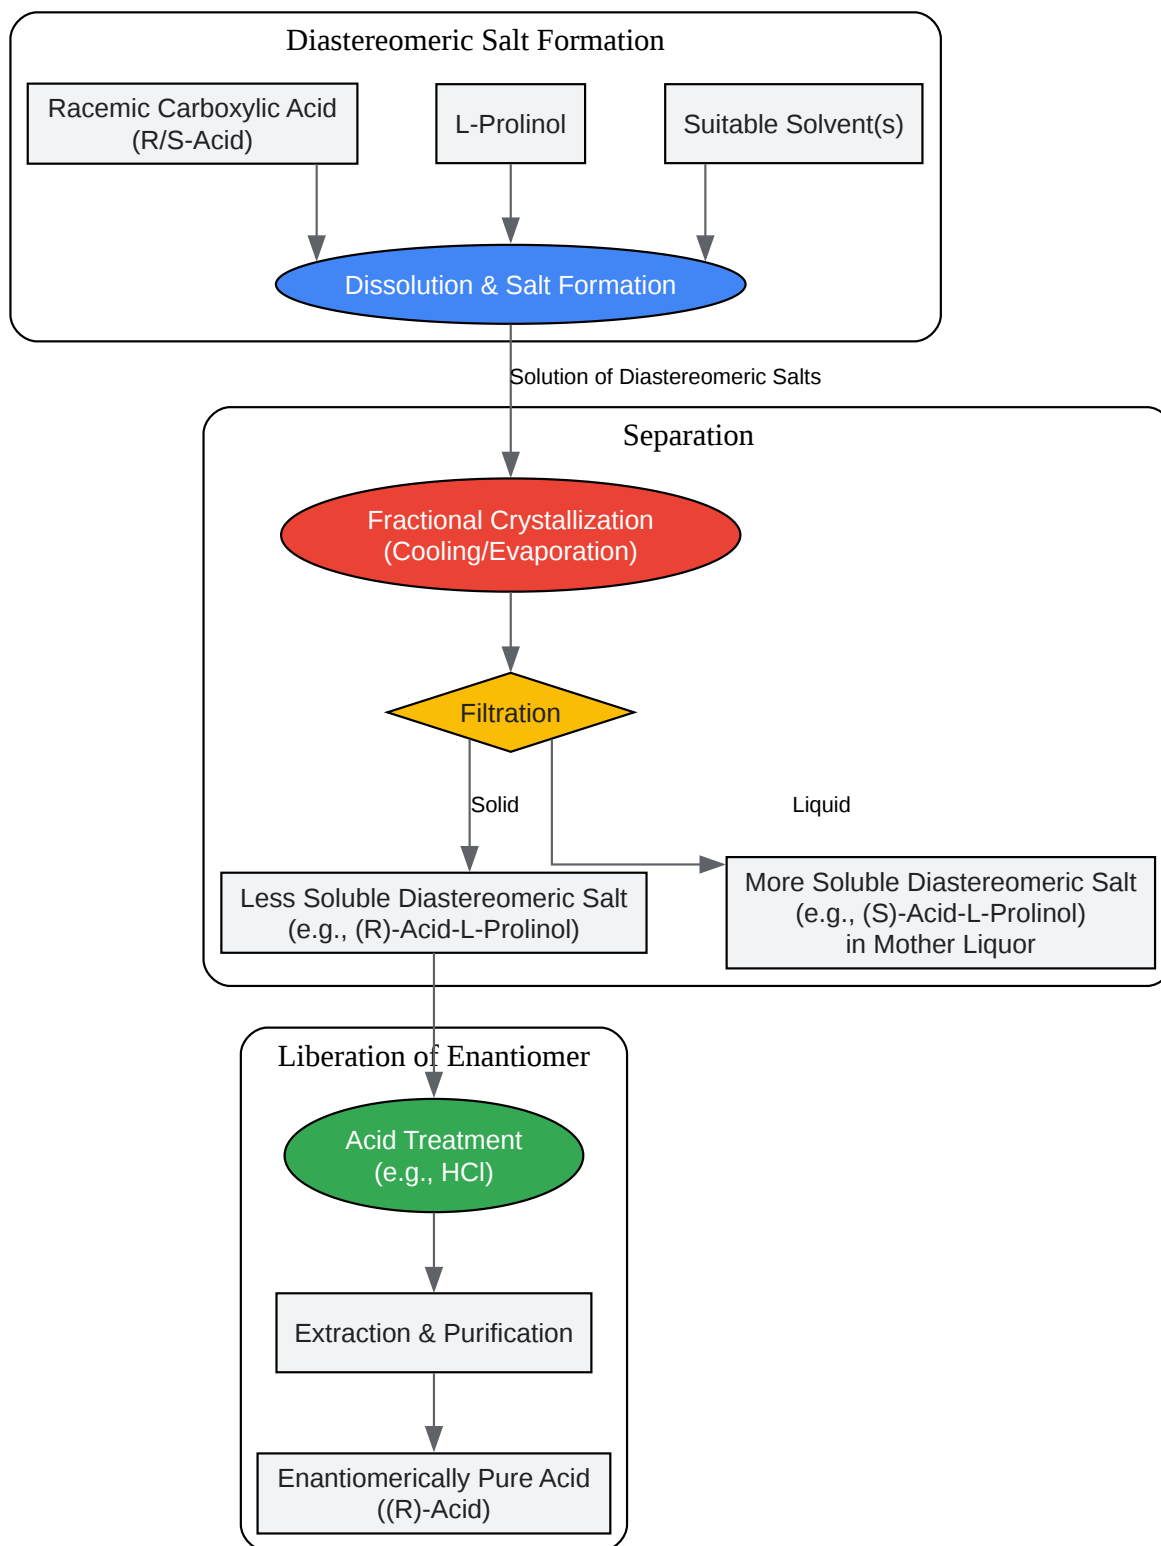 Diastereomeric Salt Formation
Racemic Carboxylic Acid
(R/S-Acid)
L-Prolinol
Suitable Solvent(s)
Dissolution & Salt Formation
Solution of Diastereomeric Salts
Separation
Fractional Crystallization
(Cooling/Evaporation)
Filtration
Solid
Liquid
Less Soluble Diastereomeric Salt
(e.g., (R)-Acid-L-Prolinol)
More Soluble Diastereomeric Salt
(e.g., (S)-Acid-L-Prolinol)
in Mother Liquor
Liberation of Enantiomer
Acid Treatment
(e.g., HCl)
Extraction & Purification
Enantiomerically Pure Acid
((R)-Acid)